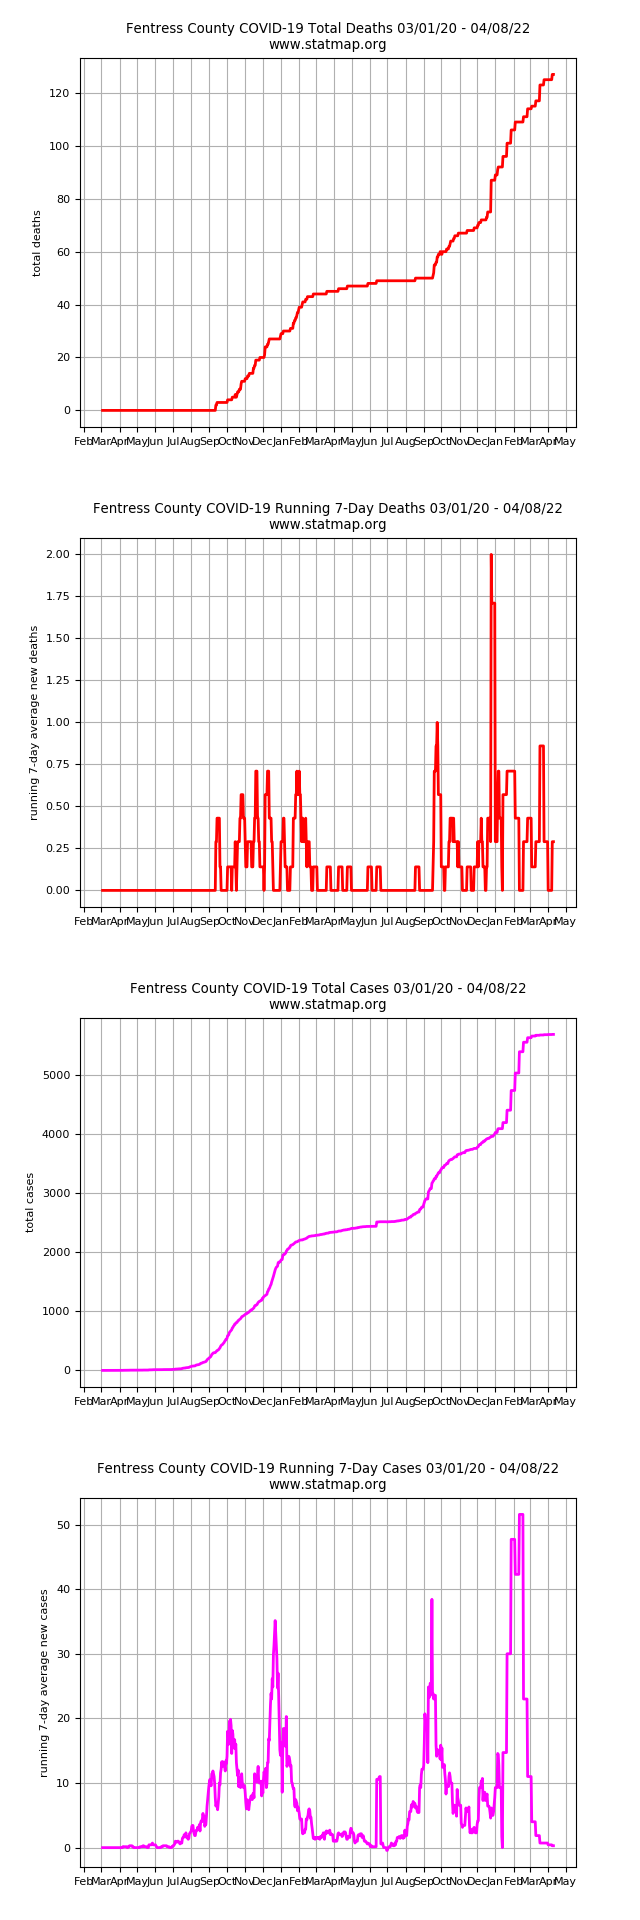 Fentress County COVID-19 Total Deaths 03/01/20 - 04/08/22
www.statmap.org
120
100
80
60
40
20
0
total deaths
Feb Mar Apr May Jun Jul Aug Sep Oct Nov Dec Jan Feb Mar Apr May Jun Jul Aug Sep Oct Nov Dec Jan Feb Mar Apr May
Fentress County COVID-19 Running 7-Day Deaths 03/01/20 - 04/08/22
www.statmap.org
2.00
1.75
1.50
1.25
1.00
0.75
0.50
0.25
0.00
running 7-day average new deaths
Feb Mar Apr May Jun Jul Aug Sep Oct Nov Dec Jan Feb Mar Apr May Jun Jul Aug Sep Oct Nov Dec Jan Feb Mar Apr May
Fentress County COVID-19 Total Cases 03/01/20 - 04/08/22
www.statmap.org
5000
4000
3000
2000
1000
0
total cases
Feb Mar Apr May Jun Jul Aug Sep Oct Nov Dec Jan Feb Mar Apr May Jun Jul Aug Sep Oct Nov Dec Jan Feb Mar Apr May
Fentress County COVID-19 Running 7-Day Cases 03/01/20 - 04/08/22
www.statmap.org
50
40
30
20
10
0
running 7-day average new cases
Feb Mar Apr May Jun Jul Aug Sep Oct Nov Dec Jan Feb Mar Apr May Jun Jul Aug Sep Oct Nov Dec Jan Feb Mar Apr May